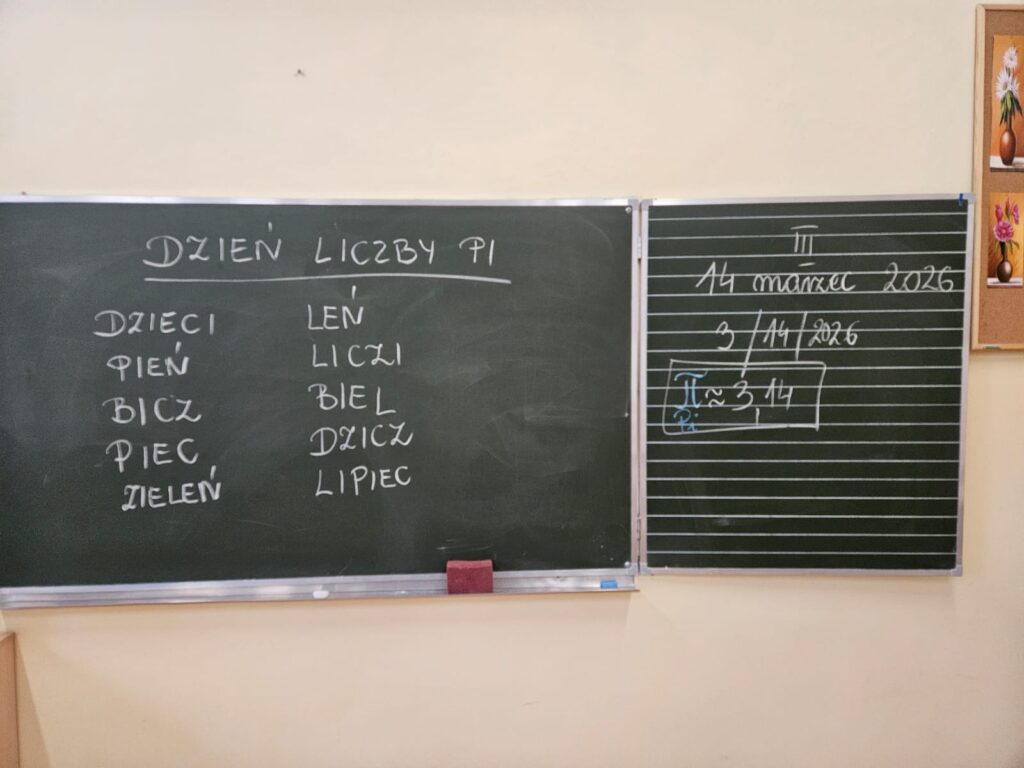 DZIEŃ LICZBY PI
DZIECI
PIEŃ
BICZ
PIEC
ZIELEŃ
LEŃ
LICZI
BIEL
DZICZ
LIPIEC
III
14 marzec 2026
3/14/2026
π ≈ 3,14
Pi